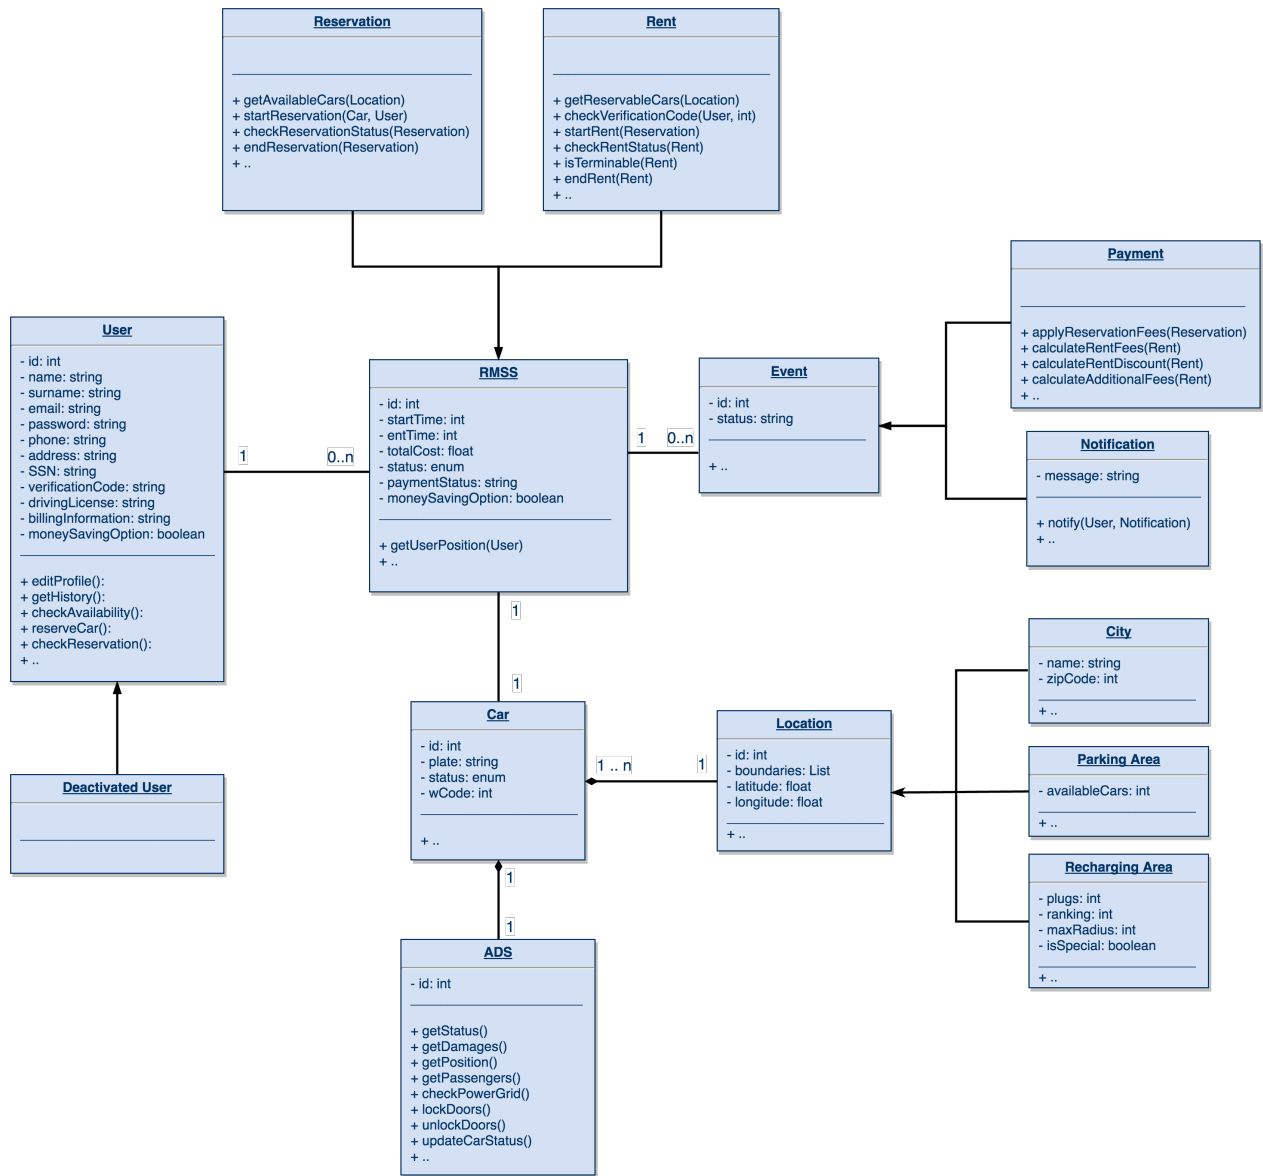 Reservation
+ getAvailableCars(Location)
+ startReservation(Car, User)
+ checkReservationStatus(Reservation)
+ endReservation(Reservation)
+ ..
Rent
+ getReservableCars(Location)
+ checkVerificationCode(User, int)
+ startRent(Reservation)
+ checkRentStatus(Rent)
+ isTerminable(Rent)
+ endRent(Rent)
+ ..
Payment
+ applyReservationFees(Reservation)
+ calculateRentFees(Rent)
+ calculateRentDiscount(Rent)
+ calculateAdditionalFees(Rent)
+ ..
User
- id: int
- name: string
- surname: string
- email: string
- password: string
- phone: string
- address: string
- SSN: string
- verificationCode: string
- drivingLicense: string
- billingInformation: string
- moneySavingOption: boolean
+ editProfile():
+ getHistory():
+ checkAvailability():
+ reserveCar():
+ checkReservation():
+ ..
1
0..n
RMSS
- id: int
- startTime: int
- entTime: int
- totalCost: float
- status: enum
- paymentStatus: string
- moneySavingOption: boolean
+ getUserPosition(User)
+ ..
1
0..n
Event
- id: int
- status: string
+ ..
Notification
- message: string
+ notify(User, Notification)
+ ..
1
1
Car
- id: int
- plate: string
- status: enum
- wCode: int
+ ..
1 .. n
1
Location
- id: int
- boundaries: List
- latitude: float
- longitude: float
+ ..
City
- name: string
- zipCode: int
+ ..
Parking Area
- availableCars: int
+ ..
Recharging Area
- plugs: int
- ranking: int
- maxRadius: int
- isSpecial: boolean
+ ..
Deactivated User
1
1
ADS
- id: int
+ getStatus()
+ getDamages()
+ getPosition()
+ getPassengers()
+ checkPowerGrid()
+ lockDoors()
+ unlockDoors()
+ updateCarStatus()
+ ..